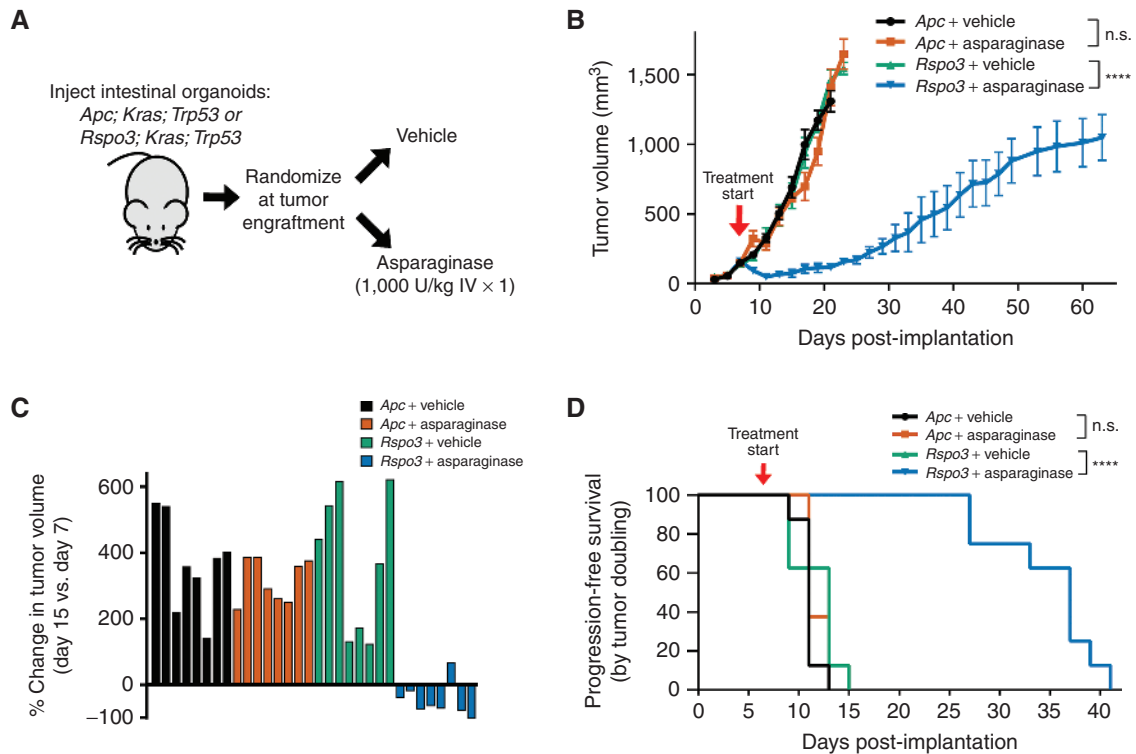 A
Inject intestinal organoids:
Apc; Kras; Trp53 or
Rspo3; Kras; Trp53
Randomize
at tumor
engraftment
Vehicle
Asparaginase
(1,000 U/kg IV × 1)
B
Apc + vehicle
Apc + asparaginase
Rspo3 + vehicle
Rspo3 + asparaginase
n.s.
****
Tumor volume (mm³)
1,500
1,000
500
0
Treatment
start
0 10 20 30 40 50 60
Days post-implantation
C
Apc + vehicle
Apc + asparaginase
Rspo3 + vehicle
Rspo3 + asparaginase
% Change in tumor volume
(day 15 vs. day 7)
600
400
200
0
−100
D
Apc + vehicle
Apc + asparaginase
Rspo3 + vehicle
Rspo3 + asparaginase
n.s.
****
Treatment
start
Progression-free survival
(by tumor doubling)
100
80
60
40
20
0
0 5 10 15 20 25 30 35 40
Days post-implantation